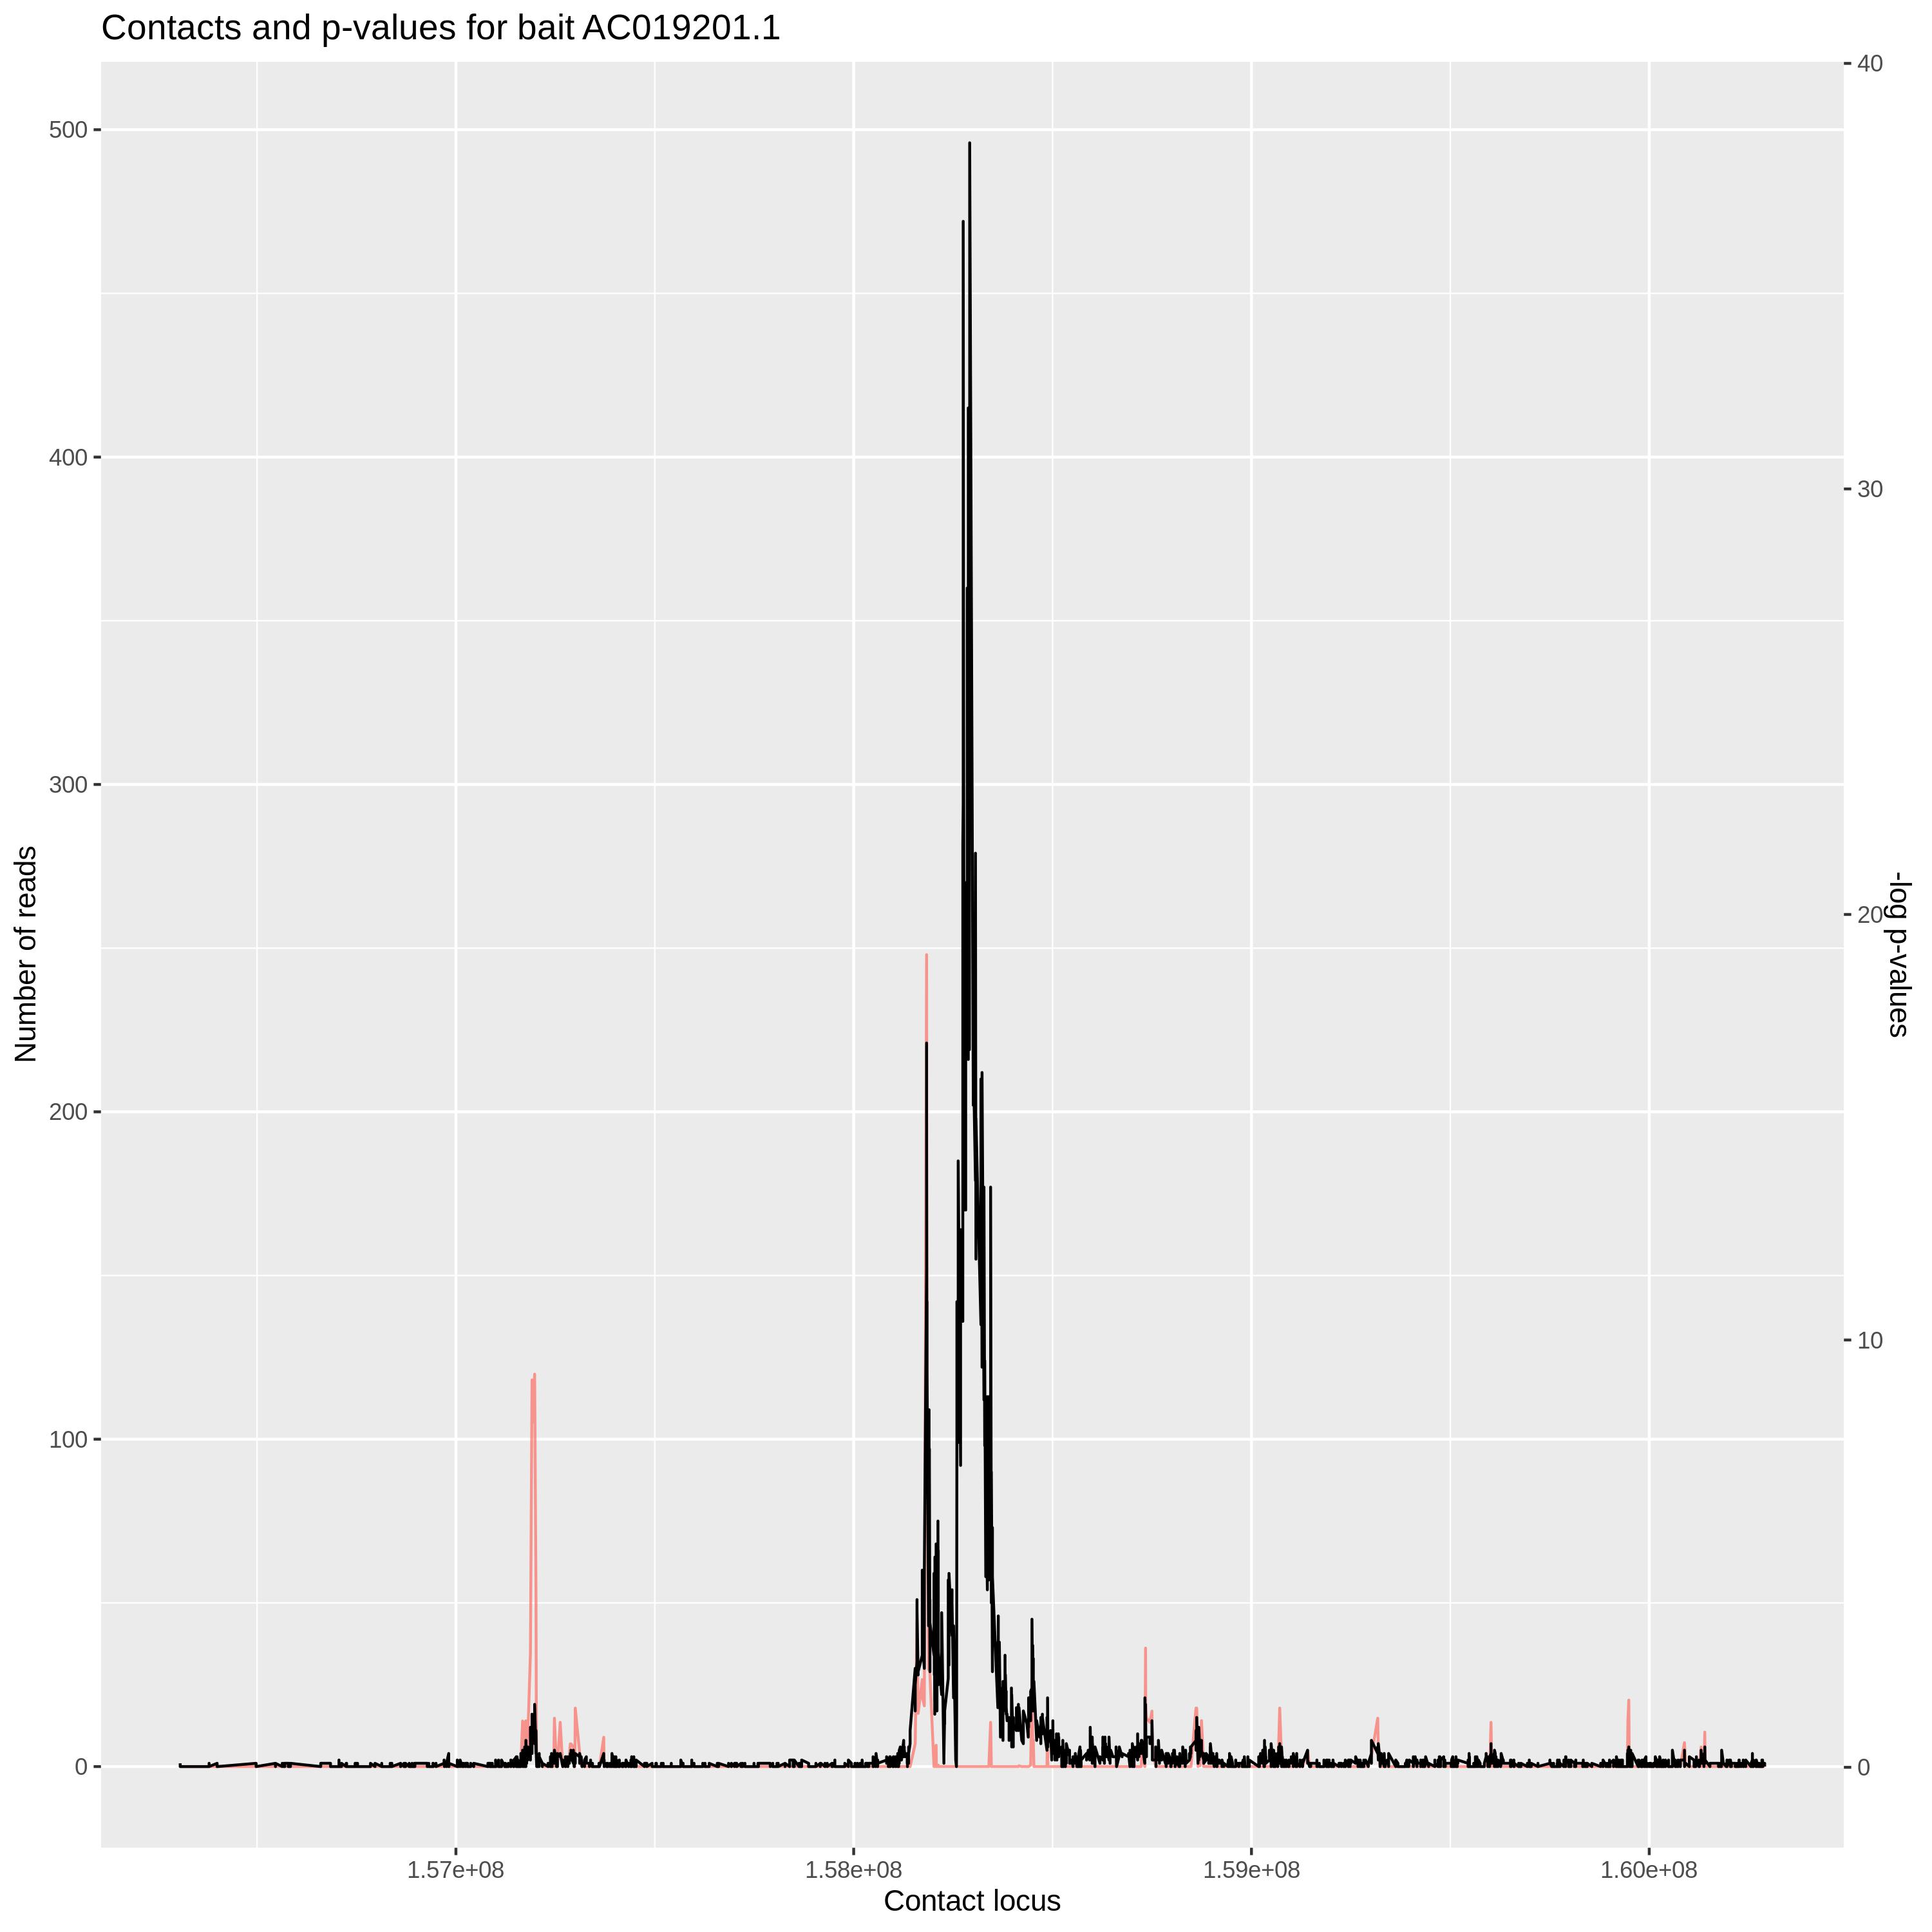 Contacts and p-values for bait AC019201.1
40
500
400
30
300
Number of reads
20
-log p-values
200
10
100
0
0
1.57e+08
1.58e+08
1.59e+08
1.60e+08
Contact locus